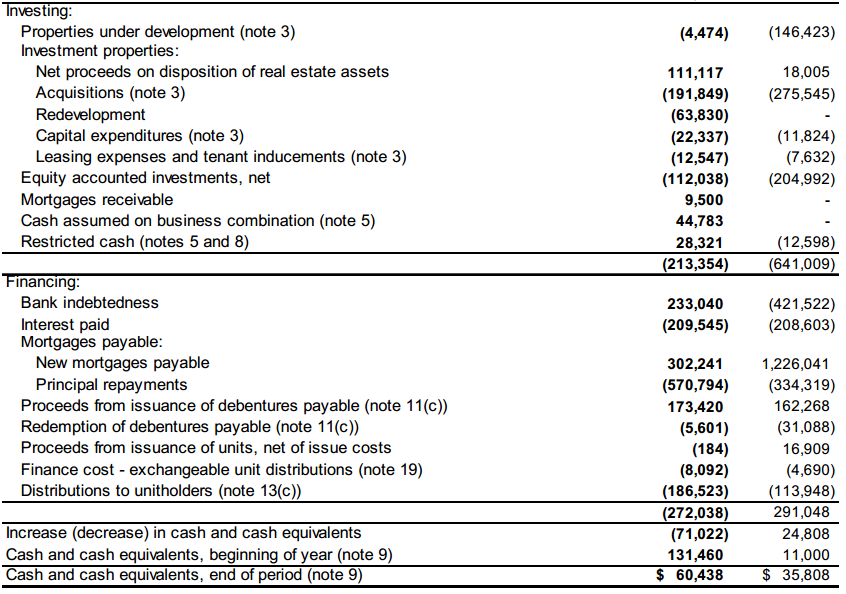 Investing:
Properties under development (note 3) (4,474) (146,423)
Investment properties:
Net proceeds on disposition of real estate assets 111,117 18,005
Acquisitions (note 3) (191,849) (275,545)
Redevelopment (63,830) -
Capital expenditures (note 3) (22,337) (11,824)
Leasing expenses and tenant inducements (note 3) (12,547) (7,632)
Equity accounted investments, net (112,038) (204,992)
Mortgages receivable 9,500 -
Cash assumed on business combination (note 5) 44,783 -
Restricted cash (notes 5 and 8) 28,321 (12,598)
(213,354) (641,009)
Financing:
Bank indebtedness 233,040 (421,522)
Interest paid (209,545) (208,603)
Mortgages payable:
New mortgages payable 302,241 1,226,041
Principal repayments (570,794) (334,319)
Proceeds from issuance of debentures payable (note 11(c)) 173,420 162,268
Redemption of debentures payable (note 11(c)) (5,601) (31,088)
Proceeds from issuance of units, net of issue costs (184) 16,909
Finance cost - exchangeable unit distributions (note 19) (8,092) (4,690)
Distributions to unitholders (note 13(c)) (186,523) (113,948)
(272,038) 291,048
Increase (decrease) in cash and cash equivalents (71,022) 24,808
Cash and cash equivalents, beginning of year (note 9) 131,460 11,000
Cash and cash equivalents, end of period (note 9) $ 60,438 $ 35,808